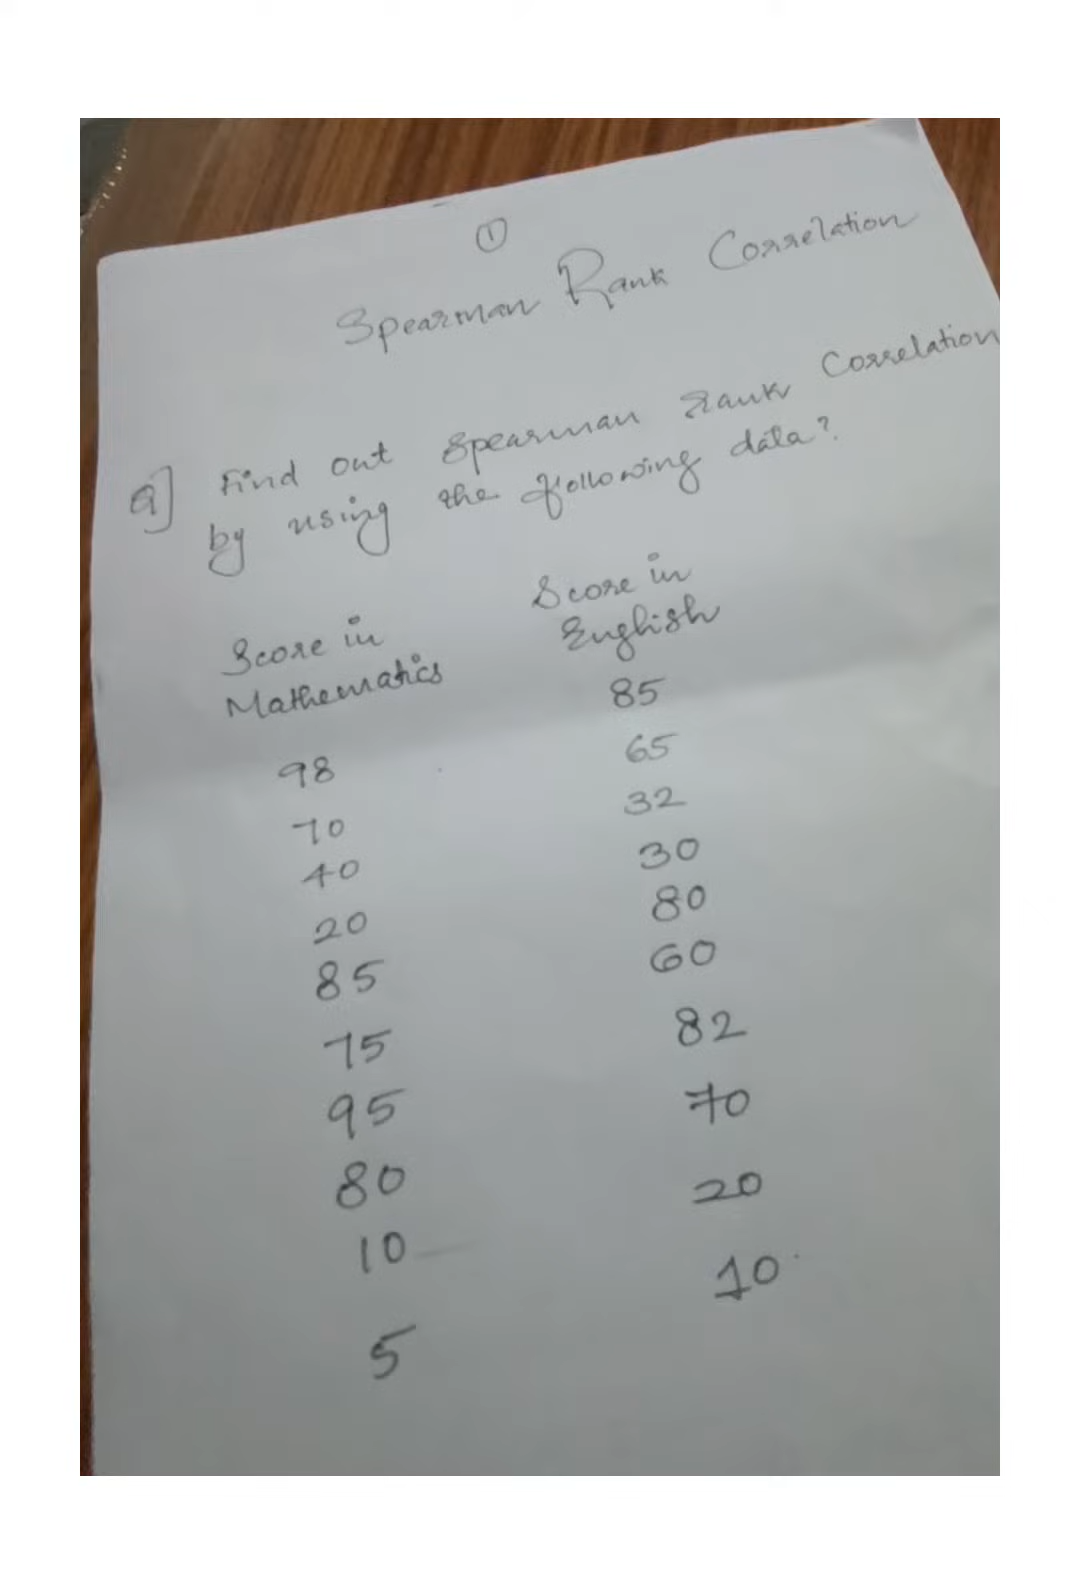 1
Spearman Rank Correlation
Q] Find out Spearman rank Correlation
by using the following data?
Score in Mathematics Score in English
98 85
70 65
40 32
20 30
85 80
75 60
95 82
80 70
10 20
5 10